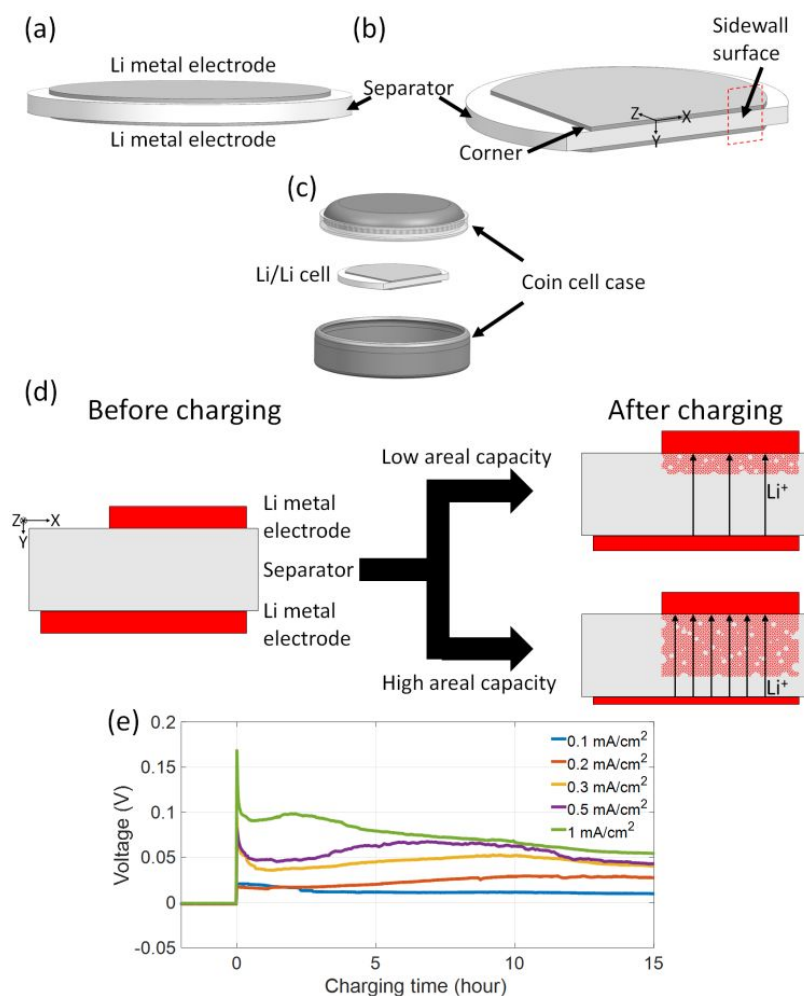 (a)
Li metal electrode
Separator
Li metal electrode
(b)
Sidewall
surface
Z
X
Y
Corner
(c)
Li/Li cell
Coin cell case
(d)
Before charging
After charging
Low areal capacity
Li⁺
Z
X
Y
Li metal
electrode
Separator
Li metal
electrode
High areal capacity
Li⁺
(e)
0.2
0.15
0.1
0.05
0
-0.05
Voltage (V)
0.1 mA/cm²
0.2 mA/cm²
0.3 mA/cm²
0.5 mA/cm²
1 mA/cm²
0
5
10
15
Charging time (hour)